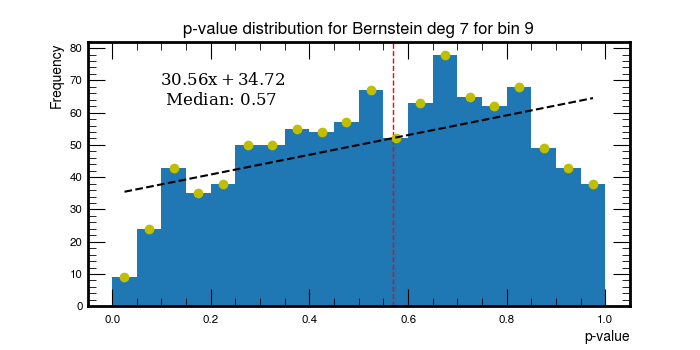 p-value distribution for Bernstein deg 7 for bin 9
Frequency
80
70
60
50
40
30
20
10
0
30.56x + 34.72
Median: 0.57
0.0 0.2 0.4 0.6 0.8 1.0
p-value